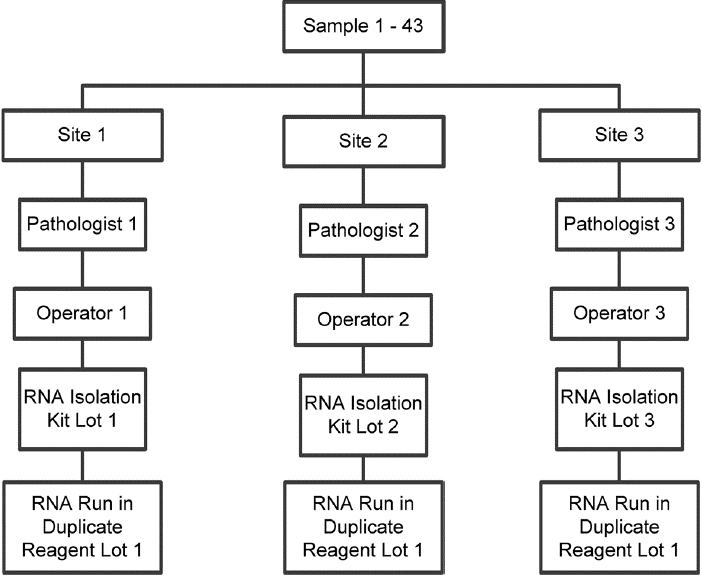 Sample 1 - 43
Site 1
Site 2
Site 3
Pathologist 1
Pathologist 2
Pathologist 3
Operator 1
Operator 2
Operator 3
RNA Isolation
Kit Lot 1
RNA Isolation
Kit Lot 2
RNA Isolation
Kit Lot 3
RNA Run in
Duplicate
Reagent Lot 1
RNA Run in
Duplicate
Reagent Lot 1
RNA Run in
Duplicate
Reagent Lot 1